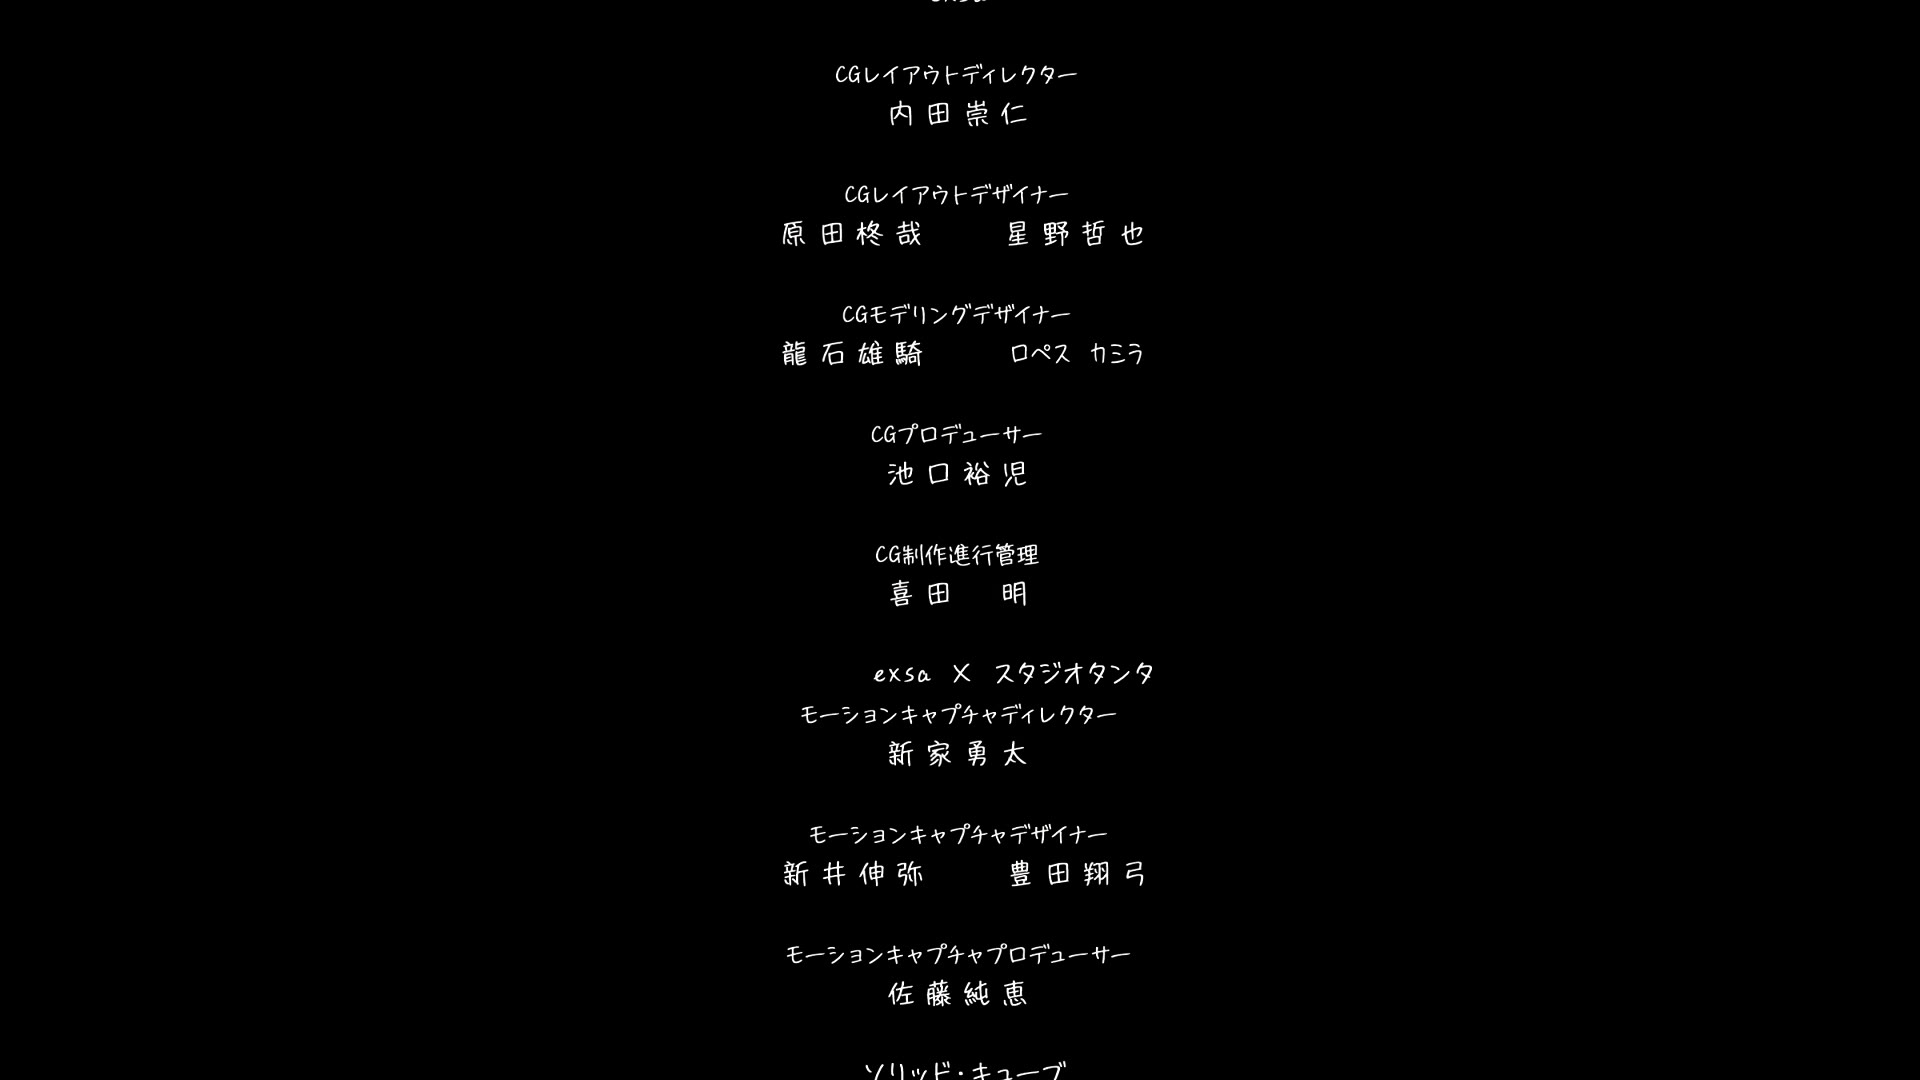 exsa
CGレイアウトディレクター
内田崇仁
CGレイアウトデザイナー
原田柊哉 星野哲也
CGモデリングデザイナー
龍石雄騎 ロペス カミラ
CGプロデューサー
池口裕児
CG制作進行管理
喜田 明
exsa X スタジオタンタ
モーションキャプチャディレクター
新家勇太
モーションキャプチャデザイナー
新井伸弥 豊田翔弓
モーションキャプチャプロデューサー
佐藤純恵
ソリッド・キューブ